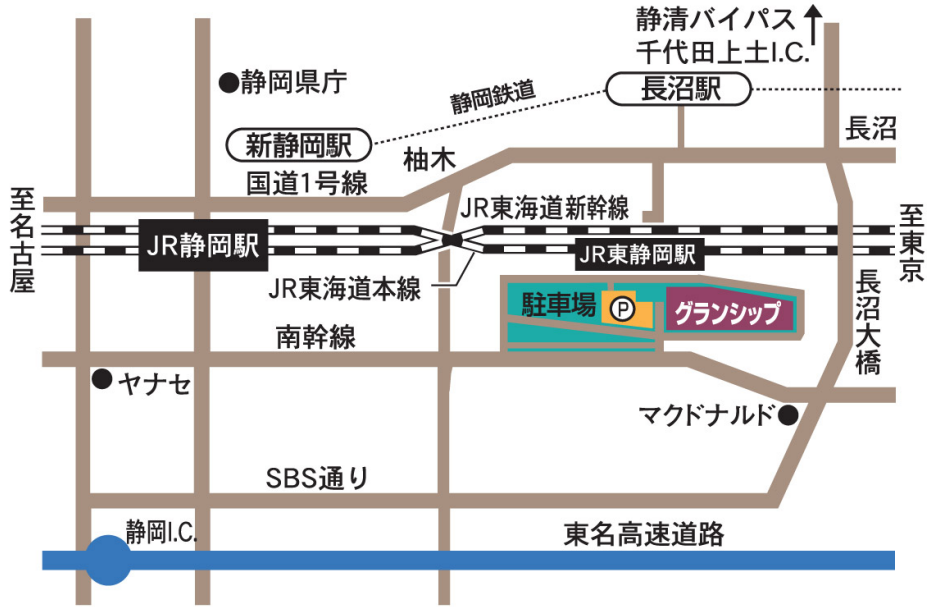 静清バイパス
千代田上土I.C.
静岡県庁
静岡鉄道
長沼駅
新静岡駅
柚木
長沼
国道1号線
至名古屋
JR東海道新幹線
至東京
JR静岡駅
JR東静岡駅
JR東海道本線
駐車場
P
グランシップ
長沼大橋
南幹線
ヤナセ
マクドナルド
SBS通り
静岡I.C.
東名高速道路